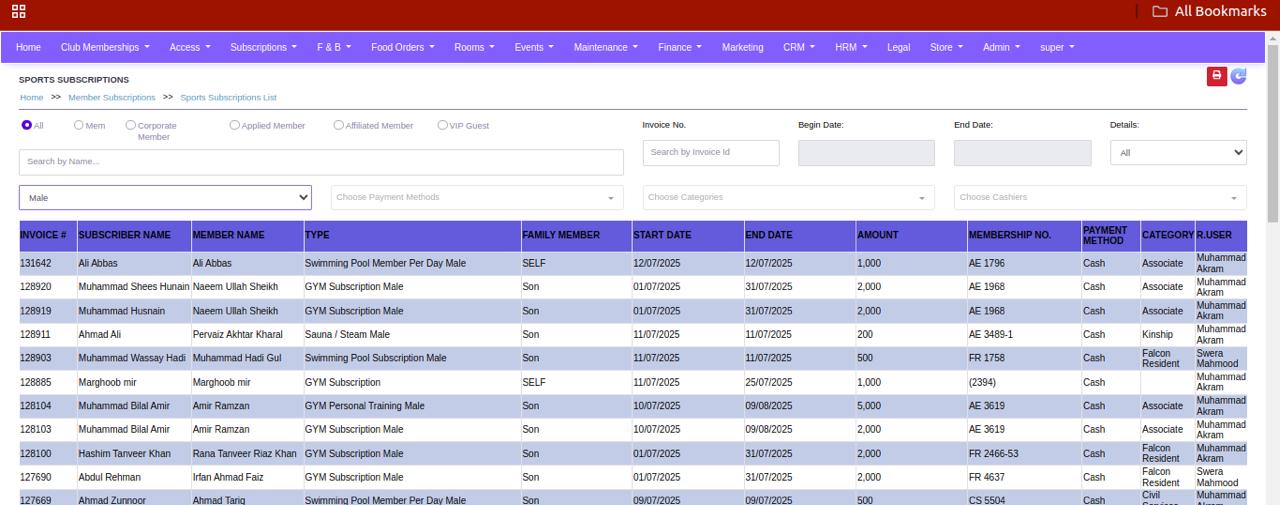 All Bookmarks
Home Club Memberships Access Subscriptions F & B Food Orders Rooms Events Maintenance Finance Marketing CRM HRM Legal Store Admin super
SPORTS SUBSCRIPTIONS
Home >> Member Subscriptions >> Sports Subscriptions List
All Mem Corporate Member Applied Member Affiliated Member VIP Guest
Invoice No. Begin Date: End Date: Details:
Search by Name... Search by Invoice Id All
Male Choose Payment Methods Choose Categories Choose Cashiers
INVOICE # SUBSCRIBER NAME MEMBER NAME TYPE FAMILY MEMBER START DATE END DATE AMOUNT MEMBERSHIP NO. PAYMENT METHOD CATEGORY R.USER
131642 Ali Abbas Ali Abbas Swimming Pool Member Per Day Male SELF 12/07/2025 12/07/2025 1,000 AE 1796 Cash Associate Muhammad Akram
128920 Muhammad Shees Hunain Naeem Ullah Sheikh GYM Subscription Male Son 01/07/2025 31/07/2025 2,000 AE 1968 Cash Associate Muhammad Akram
128919 Muhammad Husnain Naeem Ullah Sheikh GYM Subscription Male Son 01/07/2025 31/07/2025 2,000 AE 1968 Cash Associate Muhammad Akram
128911 Ahmad Ali Pervaiz Akhtar Kharal Sauna / Steam Male Son 11/07/2025 11/07/2025 200 AE 3489-1 Cash Kinship Muhammad Akram
128903 Muhammad Wassay Hadi Muhammad Hadi Gul Swimming Pool Subscription Male Son 11/07/2025 11/07/2025 500 FR 1758 Cash Falcon Resident Swera Mahmood
128885 Marghoob mir Marghoob mir GYM Subscription SELF 11/07/2025 25/07/2025 1,000 (2394) Cash Muhammad Akram
128104 Muhammad Bilal Amir Amir Ramzan GYM Personal Training Male Son 10/07/2025 09/08/2025 5,000 AE 3619 Cash Associate Muhammad Akram
128103 Muhammad Bilal Amir Amir Ramzan GYM Subscription Male Son 10/07/2025 09/08/2025 2,000 AE 3619 Cash Associate Muhammad Akram
128100 Hashim Tanveer Khan Rana Tanveer Riaz Khan GYM Subscription Male Son 01/07/2025 31/07/2025 2,000 FR 2466-53 Cash Falcon Resident Muhammad Akram
127690 Abdul Rehman Irfan Ahmad Faiz GYM Subscription Male Son 01/07/2025 31/07/2025 2,000 FR 4637 Cash Falcon Resident Swera Mahmood
127669 Ahmad Zunnoor Ahmad Tariq Swimming Pool Member Per Day Male Son 09/07/2025 09/07/2025 500 CS 5504 Cash Civil Muhammad